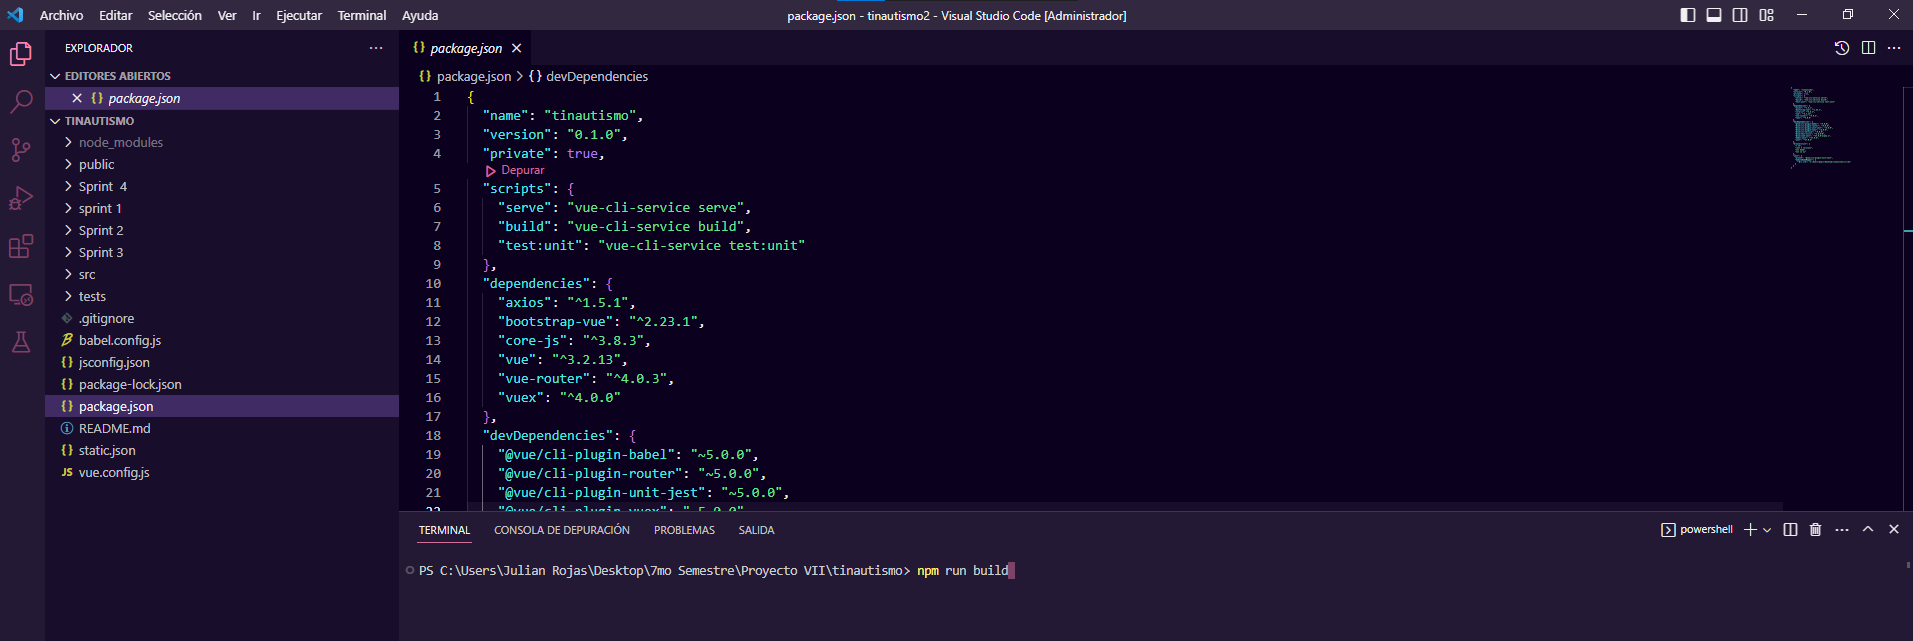 Archivo Editar Selección Ver Ir Ejecutar Terminal Ayuda
package.json - tinautismo2 - Visual Studio Code [Administrador]
EXPLORADOR
EDITORES ABIERTOS
{} package.json
TINAUTISMO
node_modules
public
Sprint 4
sprint 1
Sprint 2
Sprint 3
src
tests
.gitignore
babel.config.js
{} jsconfig.json
{} package-lock.json
{} package.json
README.md
{} static.json
JS vue.config.js
{} package.json
{} package.json > {} devDependencies
1 {
2 "name": "tinautismo",
3 "version": "0.1.0",
4 "private": true,
Depurar
5 "scripts": {
6 "serve": "vue-cli-service serve",
7 "build": "vue-cli-service build",
8 "test:unit": "vue-cli-service test:unit"
9 },
10 "dependencies": {
11 "axios": "^1.5.1",
12 "bootstrap-vue": "^2.23.1",
13 "core-js": "^3.8.3",
14 "vue": "^3.2.13",
15 "vue-router": "^4.0.3",
16 "vuex": "^4.0.0"
17 },
18 "devDependencies": {
19 "@vue/cli-plugin-babel": "~5.0.0",
20 "@vue/cli-plugin-router": "~5.0.0",
21 "@vue/cli-plugin-unit-jest": "~5.0.0",
22 "@vue/cli-plugin-vuex": "~5.0.0"
TERMINAL CONSOLA DE DEPURACIÓN PROBLEMAS SALIDA
powershell
PS C:\Users\Julian Rojas\Desktop\7mo Semestre\Proyecto VII\tinautismo> npm run build